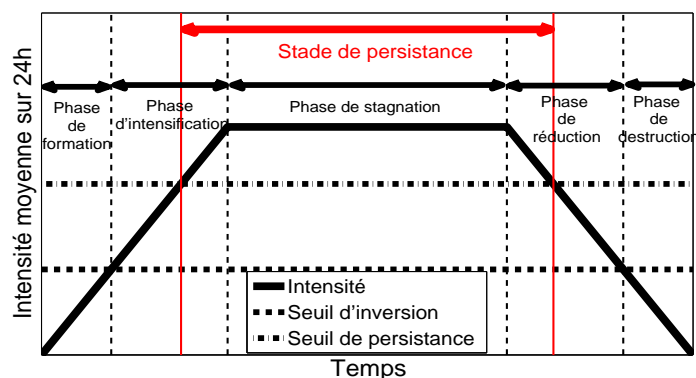 Stade de persistance
Phase
de
formation
Phase
d'intensification
Phase de stagnation
Phase
de
réduction
Phase
de
destruction
Intensité moyenne sur 24h
Intensité
Seuil d'inversion
Seuil de persistance
Temps